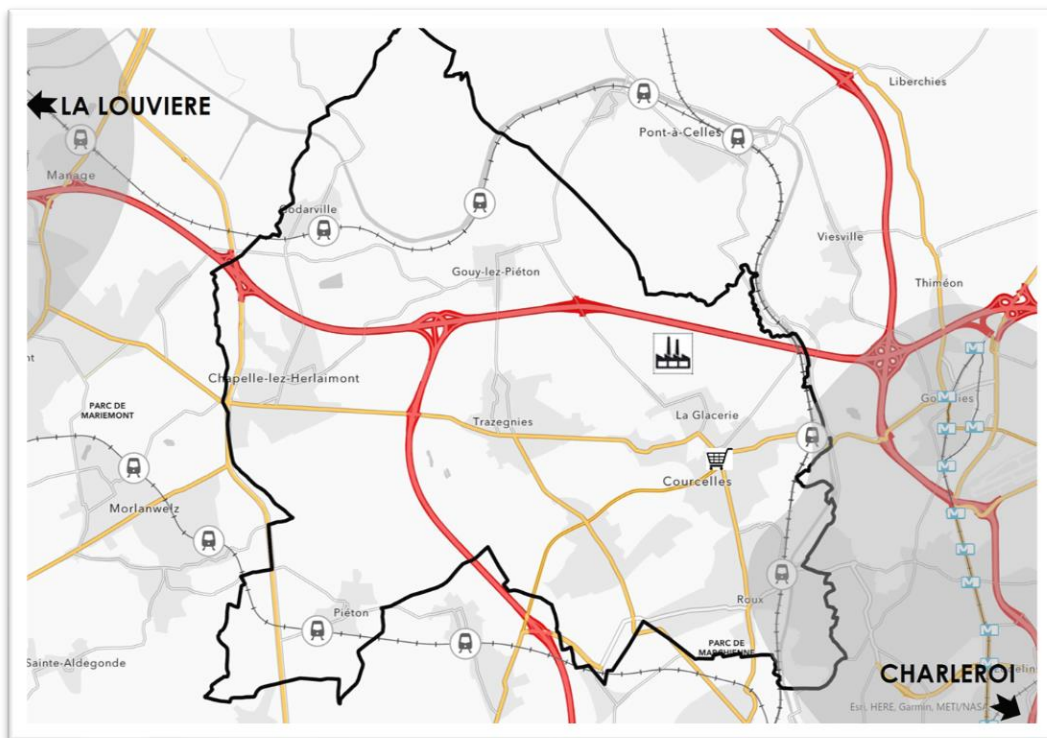 LA LOUVIERE
Liberchies
Pont-à-Celles
Manage
Godarville
Viesville
Gouy-lez-Piéton
Thiméon
Chapelle-lez-Herlaimont
PARC DE
MARIEMONT
La Glacerie
Trazegnies
Courcelles
Morlanwelz
Roux
Piéton
PARC DE
MARCHIENNE
Sainte-Aldegonde
CHARLEROI
Esri, HERE, Garmin, METI/NASA
M
M
M
M
M
M
M
M
M